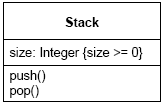 Stack
size: Integer {size >= 0}
push()
pop()